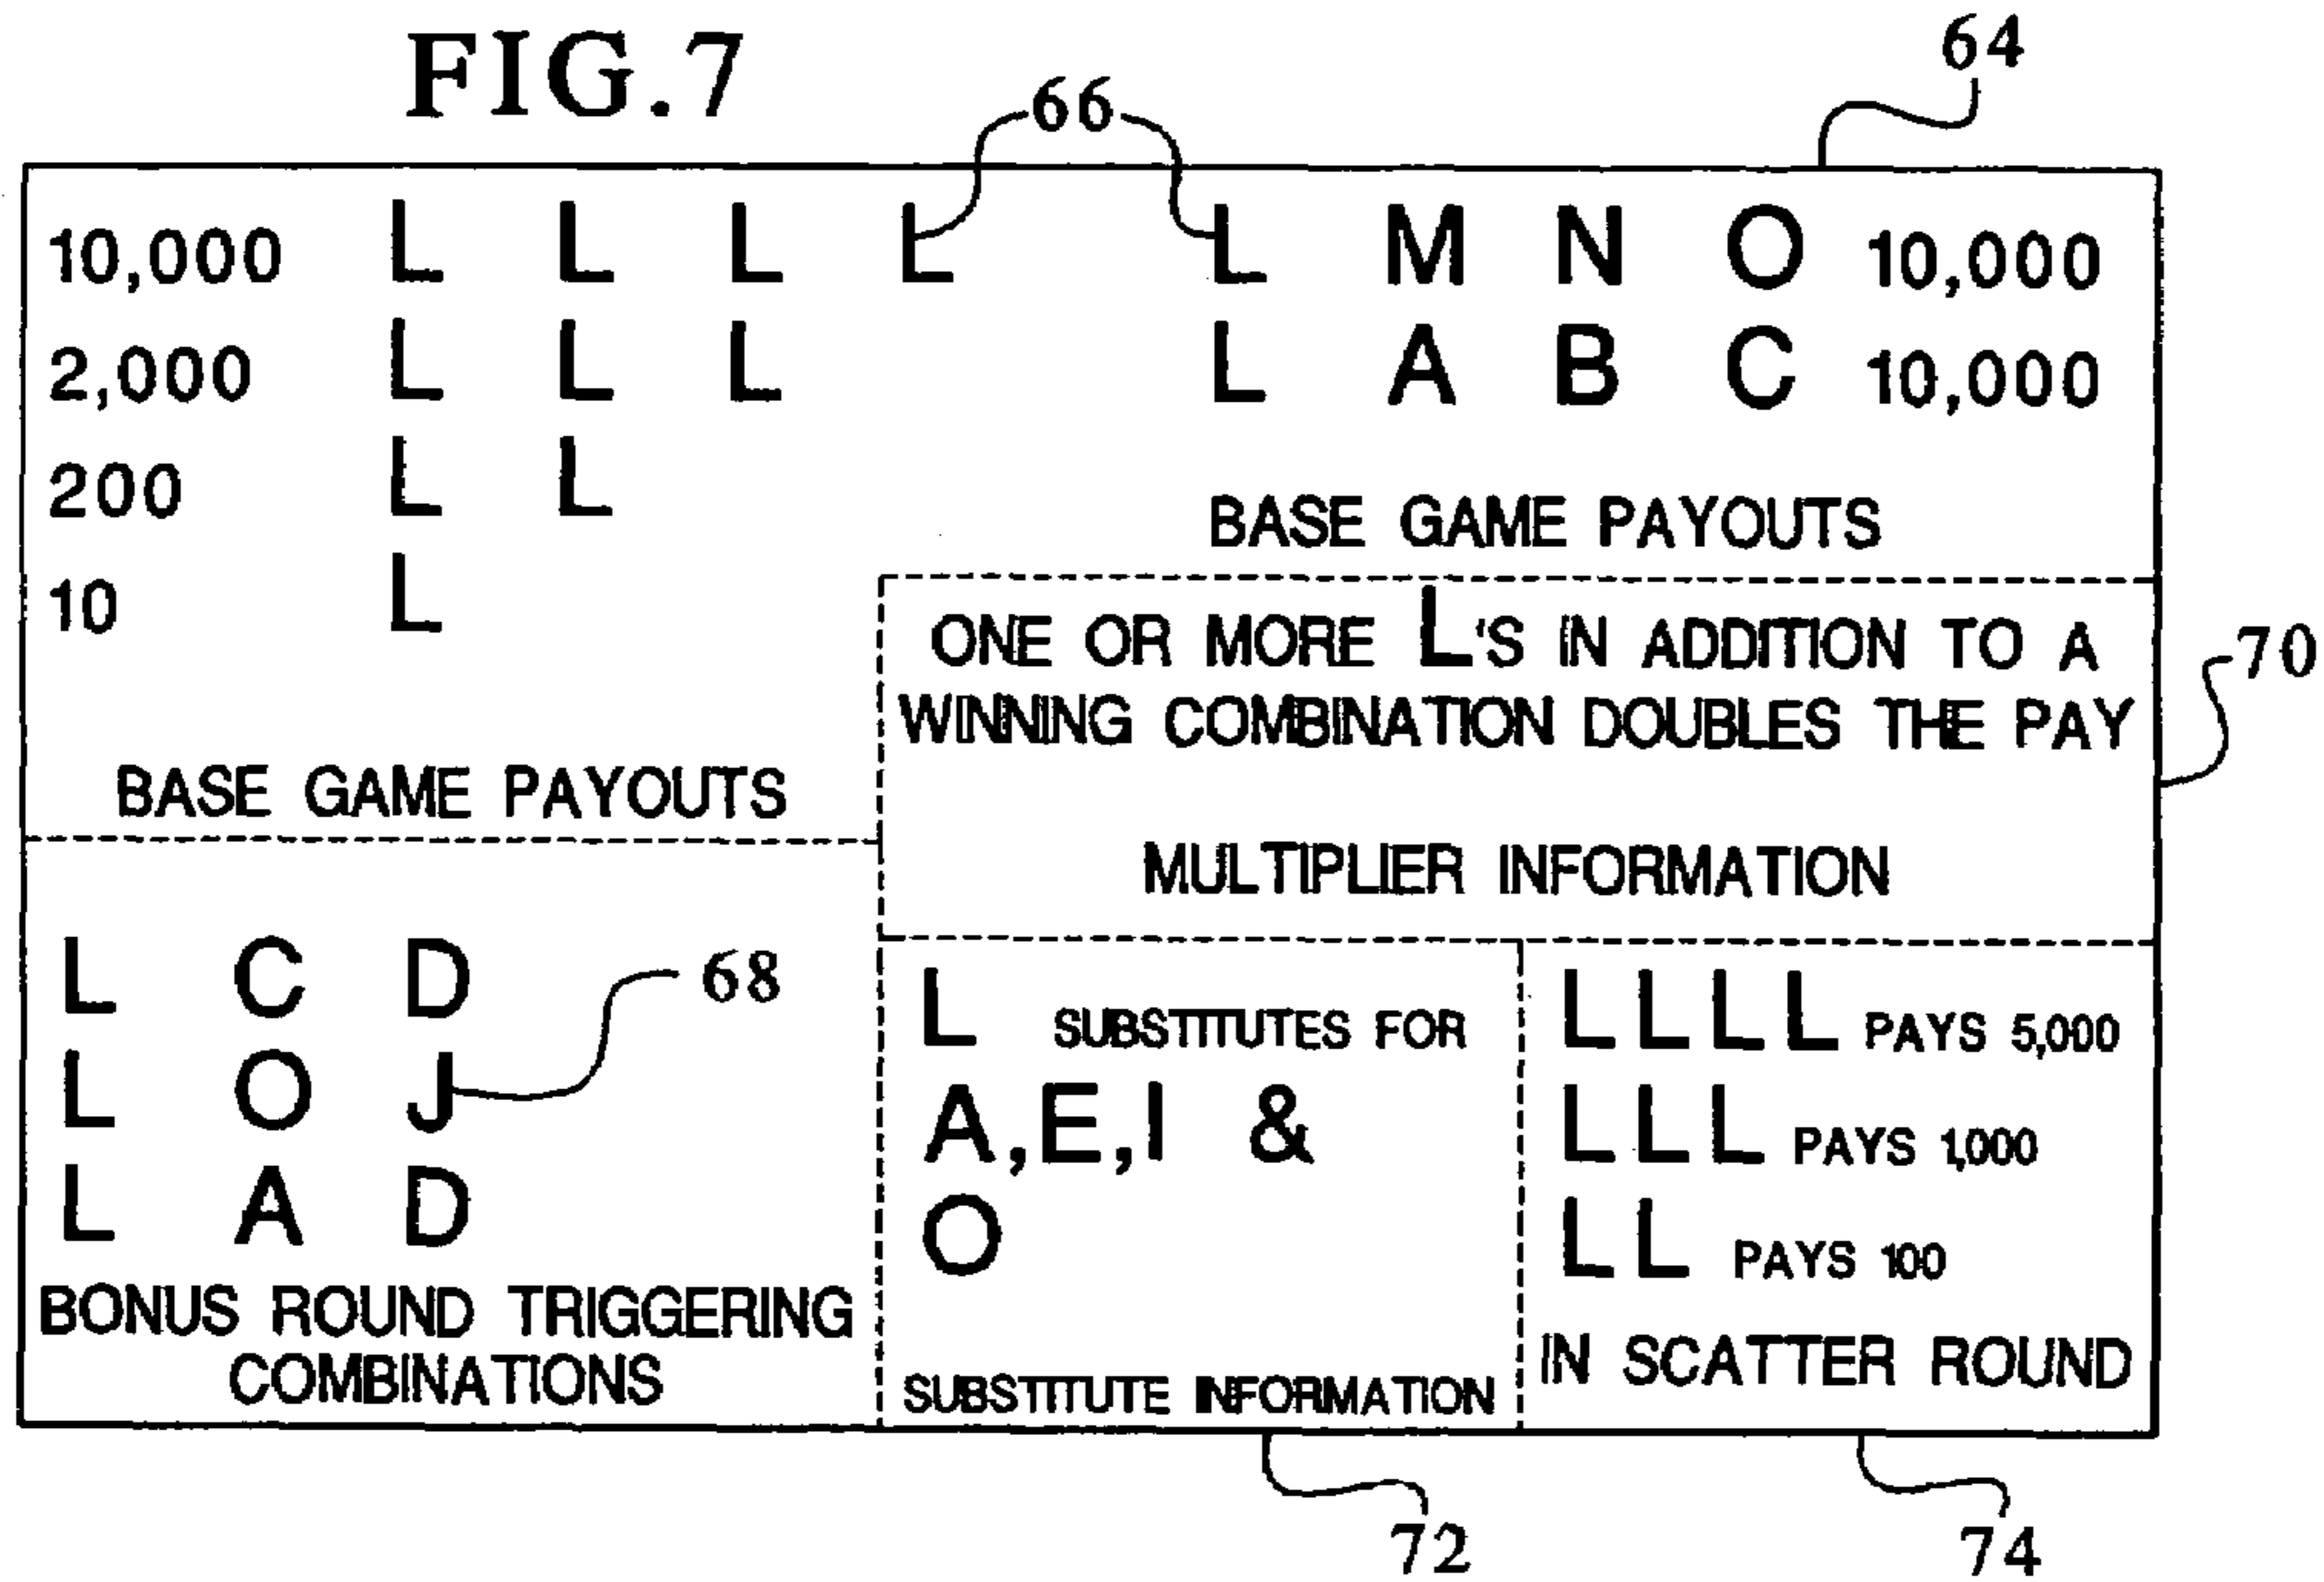 FIG.7
64
66
10,000 L L L L L M N O 10,000
2,000 L L L L A B C 10,000
200 L L
BASE GAME PAYOUTS
10 L
ONE OR MORE L'S IN ADDITION TO A
WINNING COMBINATION DOUBLES THE PAY
70
BASE GAME PAYOUTS
MULTIPLIER INFORMATION
L C D
L O J
L A D
68
BONUS ROUND TRIGGERING
COMBINATIONS
L SUBSTITUTES FOR
A,E,I &
O
SUBSTITUTE INFORMATION
LLLL PAYS 5,000
LLL PAYS 1,000
LL PAYS 100
IN SCATTER ROUND
72
74